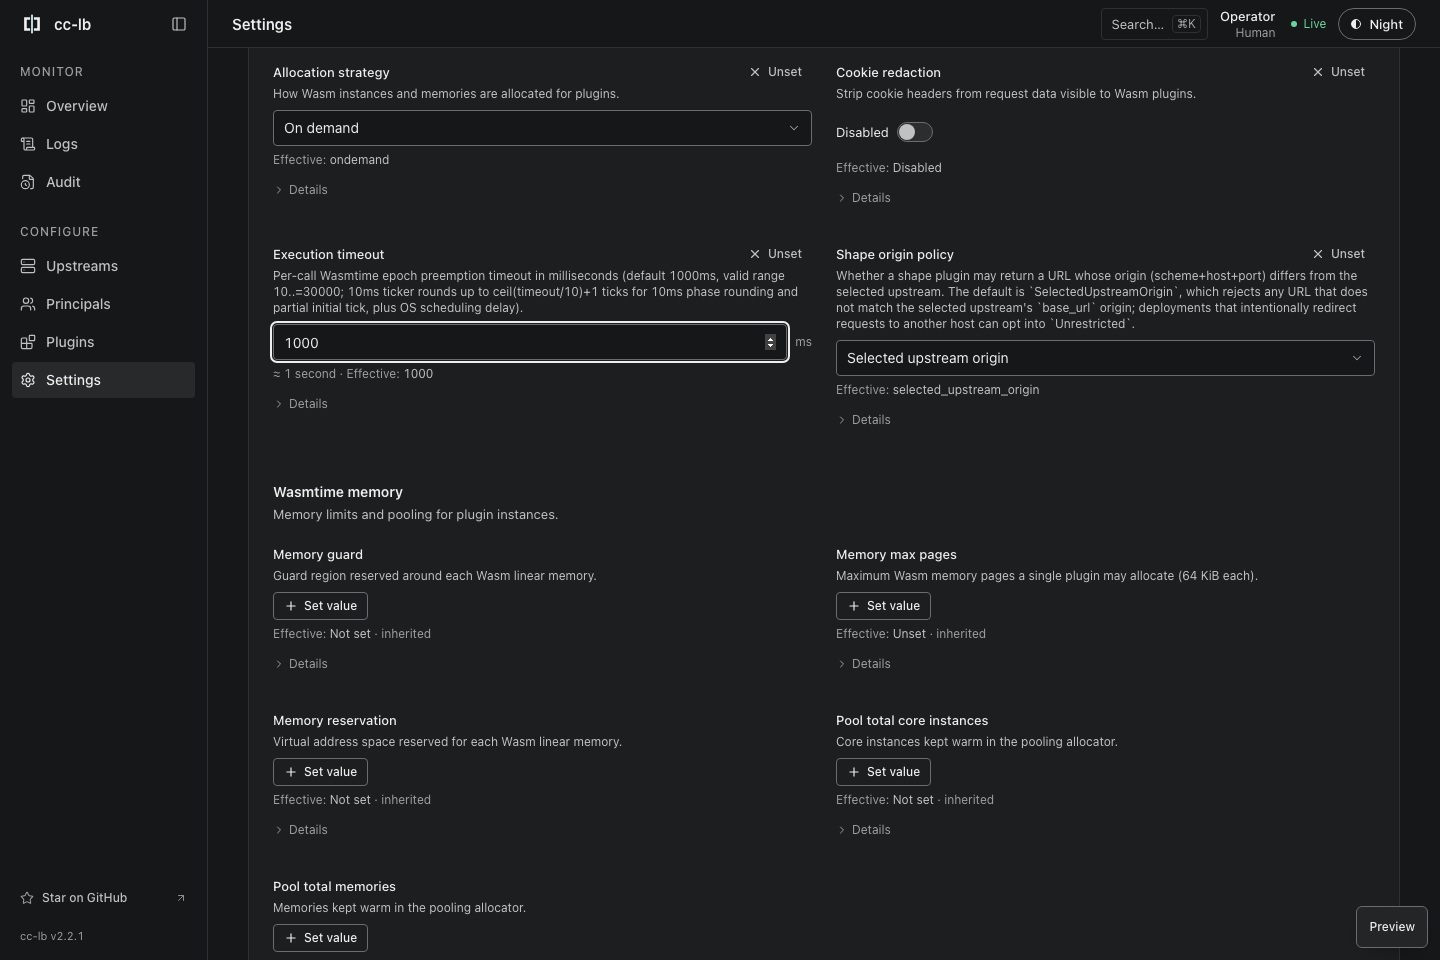 cc-lb
Settings
Search... ⌘K
Operator
Human
Live
Night
MONITOR
Overview
Logs
Audit
CONFIGURE
Upstreams
Principals
Plugins
Settings
Star on GitHub
cc-lb v2.2.1
Allocation strategy
Unset
How Wasm instances and memories are allocated for plugins.
On demand
Effective: ondemand
Details
Cookie redaction
Unset
Strip cookie headers from request data visible to Wasm plugins.
Disabled
Effective: Disabled
Details
Execution timeout
Unset
Per-call Wasmtime epoch preemption timeout in milliseconds (default 1000ms, valid range
10..=30000; 10ms ticker rounds up to ceil(timeout/10)+1 ticks for 10ms phase rounding and
partial initial tick, plus OS scheduling delay).
1000
ms
≈ 1 second · Effective: 1000
Details
Shape origin policy
Unset
Whether a shape plugin may return a URL whose origin (scheme+host+port) differs from the
selected upstream. The default is `SelectedUpstreamOrigin`, which rejects any URL that does
not match the selected upstream's `base_url` origin; deployments that intentionally redirect
requests to another host can opt into `Unrestricted`.
Selected upstream origin
Effective: selected_upstream_origin
Details
Wasmtime memory
Memory limits and pooling for plugin instances.
Memory guard
Guard region reserved around each Wasm linear memory.
Set value
Effective: Not set · inherited
Details
Memory max pages
Maximum Wasm memory pages a single plugin may allocate (64 KiB each).
Set value
Effective: Unset · inherited
Details
Memory reservation
Virtual address space reserved for each Wasm linear memory.
Set value
Effective: Not set · inherited
Details
Pool total core instances
Core instances kept warm in the pooling allocator.
Set value
Effective: Not set · inherited
Details
Pool total memories
Memories kept warm in the pooling allocator.
Set value
Preview